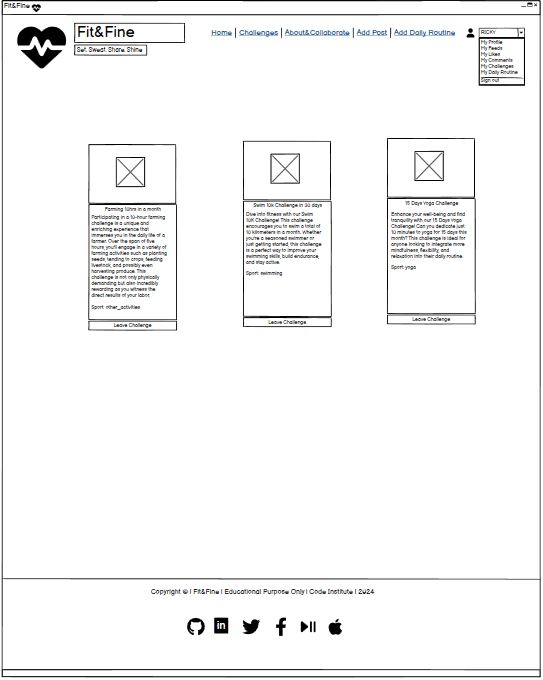 Fit&Fine
Fit&Fine
Set. Sweat. Share. Shine
Home | Challenges | About&Collaborate | Add Post | Add Daily Routine
RICKY
My Profile
My Feeds
My Likes
My Comments
My Challenges
My Daily Routine
Sign out
Farming 10hrs in a month
Participating in a 10-hour farming
challenge is a unique and
enriching experience that
immerses you in the daily life of a
farmer. Over the span of five
hours, you'll engage in a variety of
farming activities such as planting
seeds, tending to crops, feeding
livestock, and possibly even
harvesting produce. This
challenge is not only physically
demanding but also incredibly
rewarding as you witness the
direct results of your labor.
Sport: other_activities
Leave Challenge
Swim 10K Challenge in 30 days
Dive into fitness with our Swim
10K Challenge! This challenge
encourages you to swim a total of
10 kilometers in a month. Whether
you're a seasoned swimmer or
just getting started, this challenge
is a perfect way to improve your
swimming skills, build endurance,
and stay active.
Sport: swimming
Leave Challenge
15 Days Yoga Challenge
Enhance your well-being and find
tranquility with our 15 Days Yoga
Challenge! Can you dedicate just
10 minutes to yoga for 15 days this
month? This challenge is ideal for
anyone looking to integrate more
mindfulness, flexibility, and
relaxation into their daily routine.
Sport: yoga
Leave Challenge
Copyright © | Fit&Fine | Educational Purpose Only | Code Institute | 2024
in